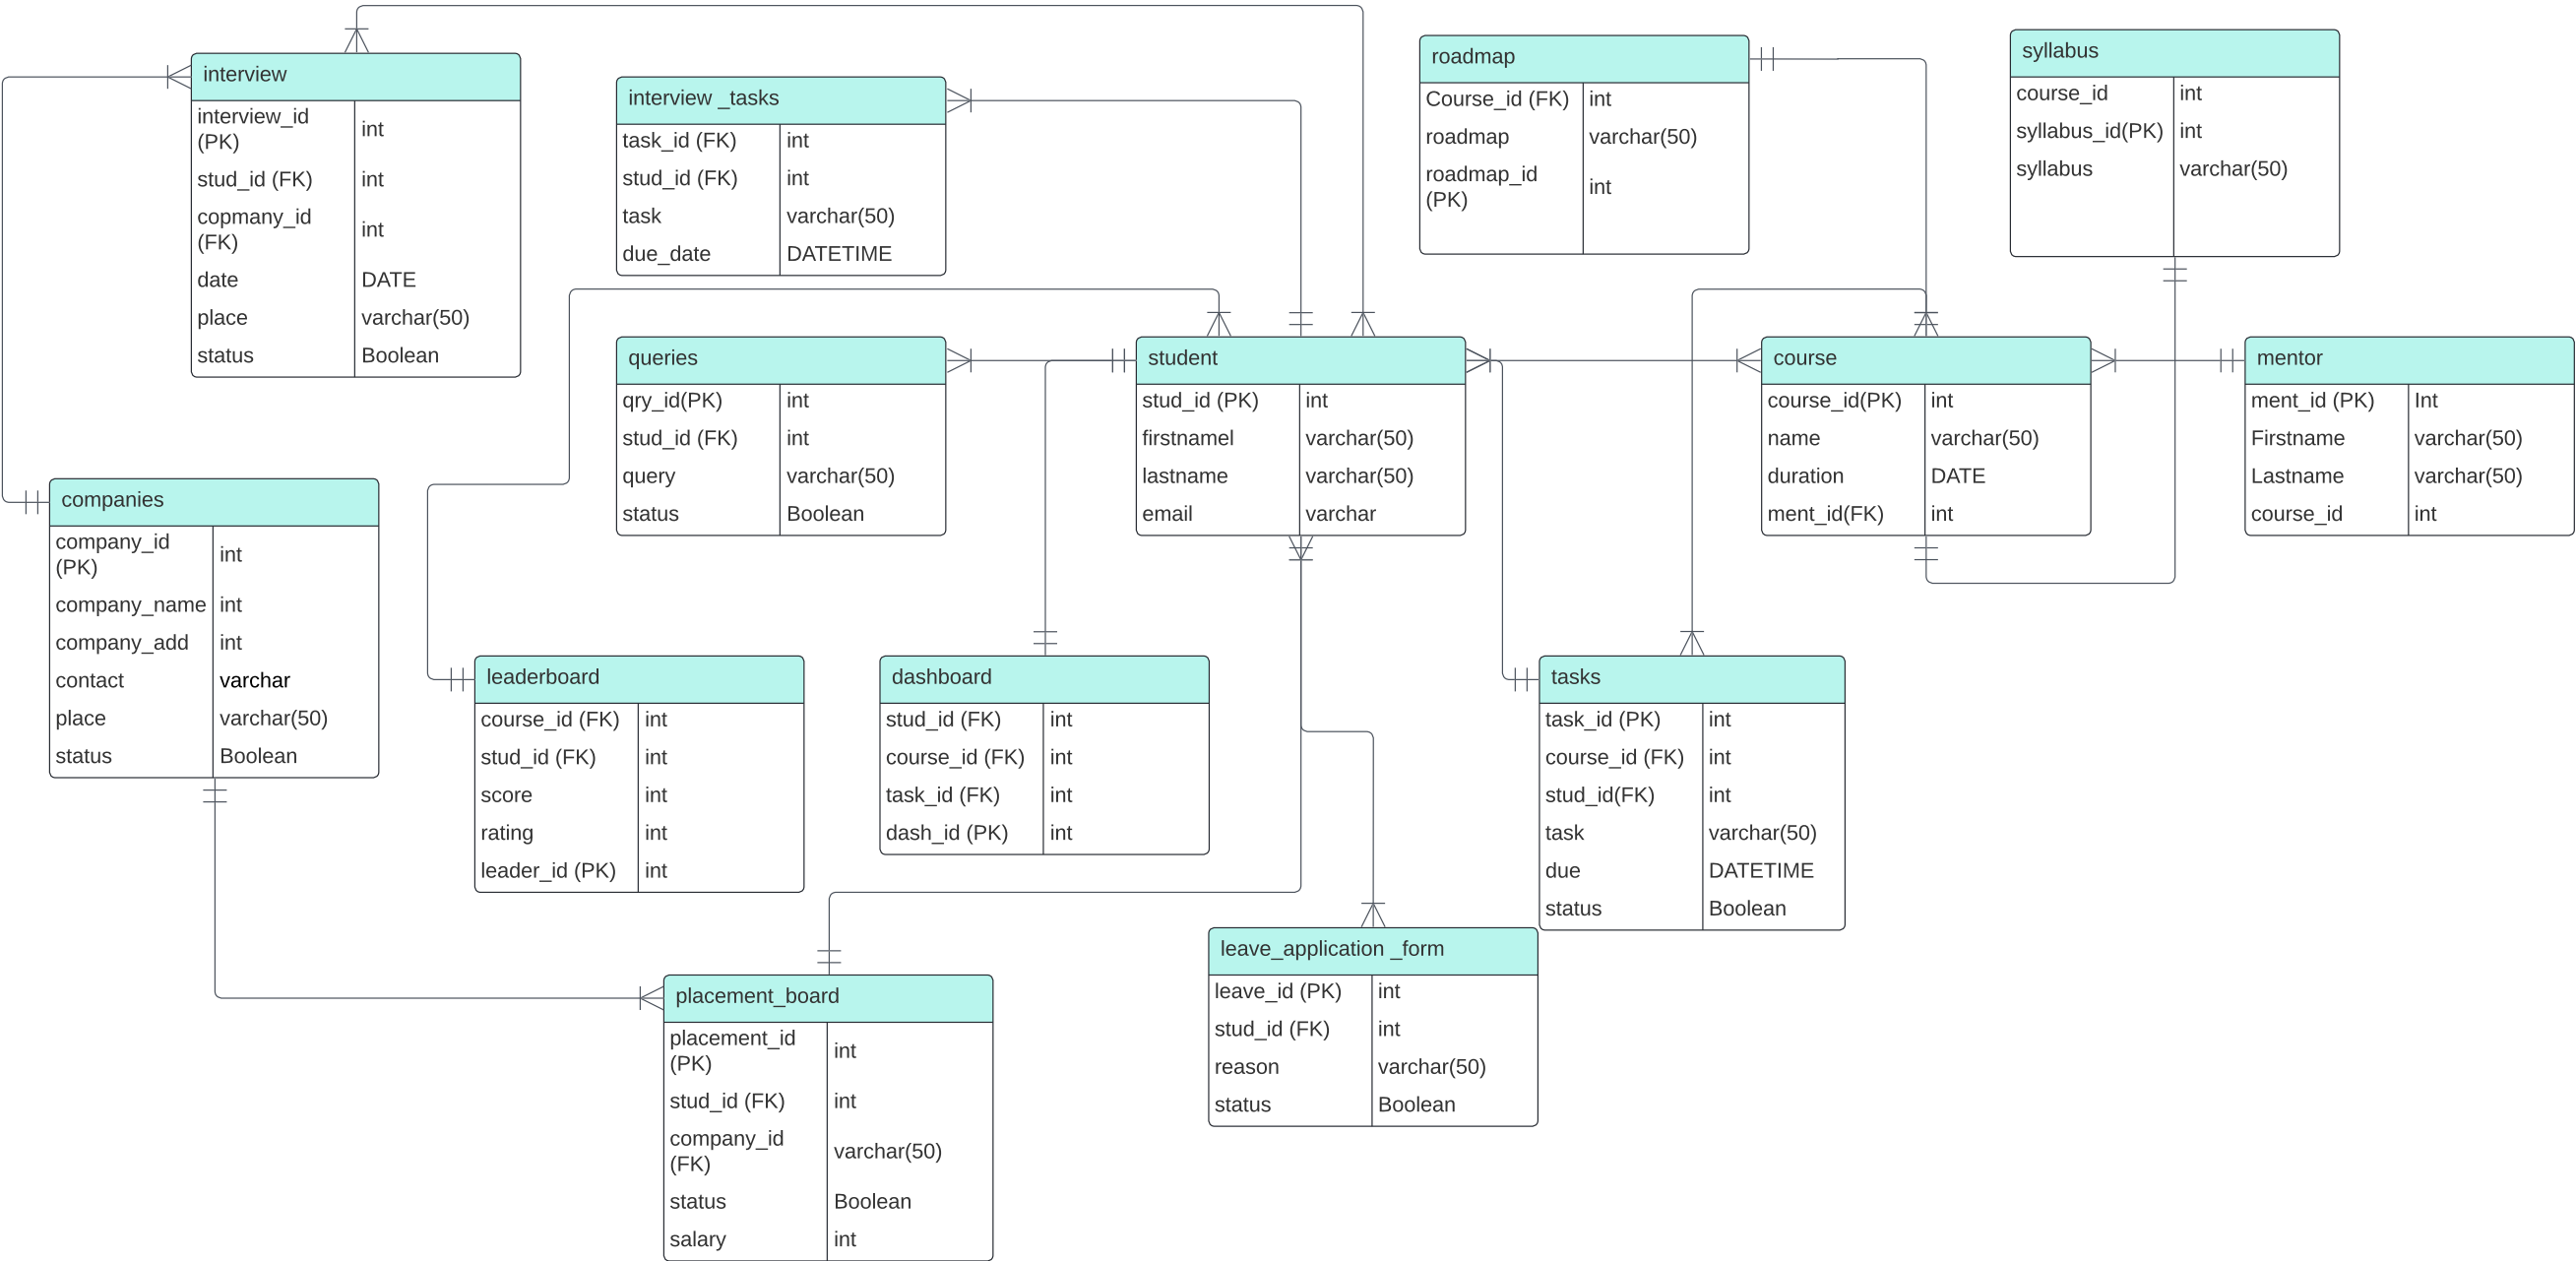 interview
interview_id
(PK)
int
stud_id (FK)
int
copmany_id
(FK)
int
date
DATE
place
varchar(50)
status
Boolean
interview _tasks
task_id (FK)
int
stud_id (FK)
int
task
varchar(50)
due_date
DATETIME
roadmap
Course_id (FK)
int
roadmap
varchar(50)
roadmap_id
(PK)
int
syllabus
course_id
int
syllabus_id(PK)
int
syllabus
varchar(50)
queries
qry_id(PK)
int
stud_id (FK)
int
query
varchar(50)
status
Boolean
student
stud_id (PK)
int
firstnamel
varchar(50)
lastname
varchar(50)
email
varchar
course
course_id(PK)
int
name
varchar(50)
duration
DATE
ment_id(FK)
int
mentor
ment_id (PK)
Int
Firstname
varchar(50)
Lastname
varchar(50)
course_id
int
companies
company_id
(PK)
int
company_name
int
company_add
int
contact
varchar
place
varchar(50)
status
Boolean
leaderboard
course_id (FK)
int
stud_id (FK)
int
score
int
rating
int
leader_id (PK)
int
dashboard
stud_id (FK)
int
course_id (FK)
int
task_id (FK)
int
dash_id (PK)
int
tasks
task_id (PK)
int
course_id (FK)
int
stud_id(FK)
int
task
varchar(50)
due
DATETIME
status
Boolean
leave_application _form
leave_id (PK)
int
stud_id (FK)
int
reason
varchar(50)
status
Boolean
placement_board
placement_id
(PK)
int
stud_id (FK)
int
company_id
(FK)
varchar(50)
status
Boolean
salary
int